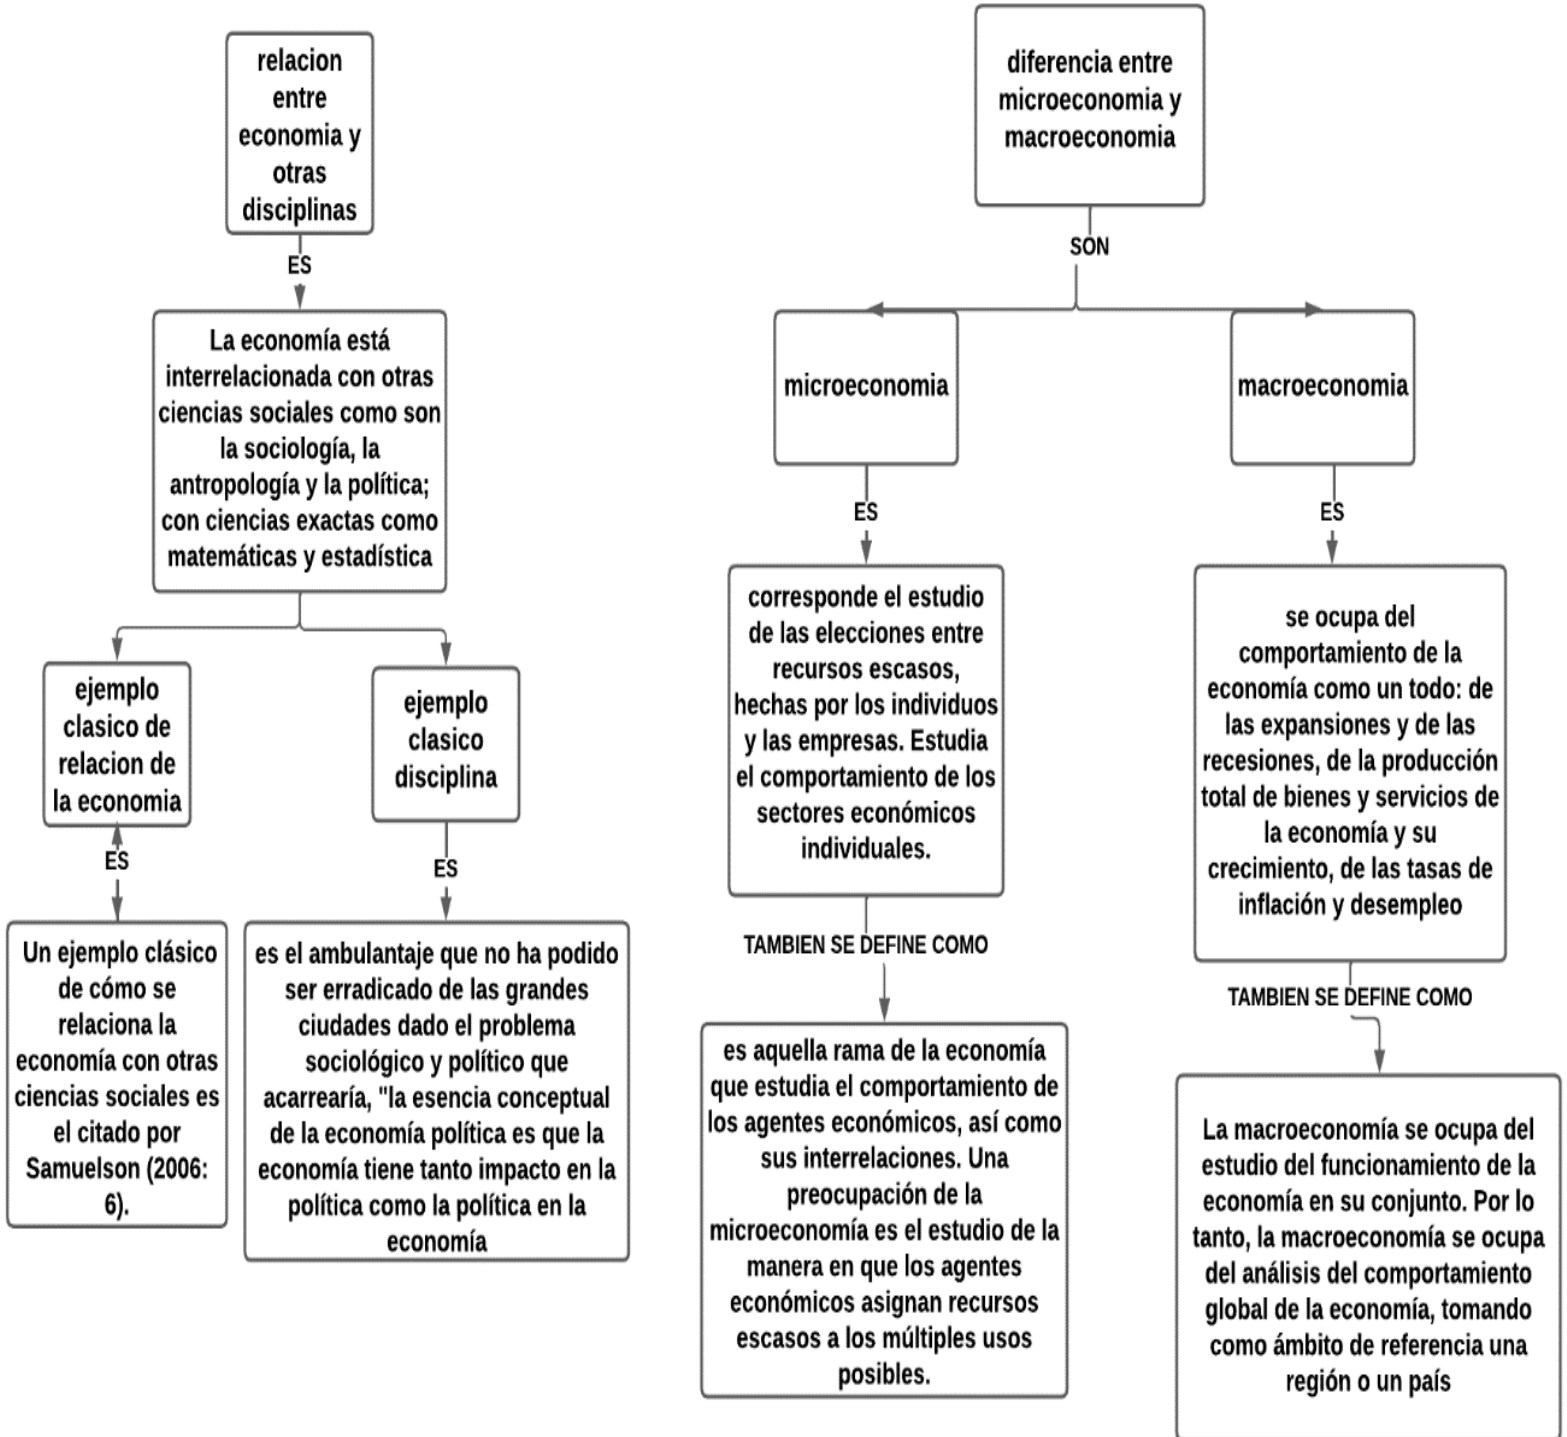 relacion
entre
economia y
otras
disciplinas
ES
La economía está
interrelacionada con otras
ciencias sociales como son
la sociología, la
antropología y la política;
con ciencias exactas como
matemáticas y estadística
ejemplo
clasico de
relacion de
la economia
ES
Un ejemplo clásico
de cómo se
relaciona la
economía con otras
ciencias sociales es
el citado por
Samuelson (2006:
6).
ejemplo
clasico
disciplina
ES
es el ambulantaje que no ha podido
ser erradicado de las grandes
ciudades dado el problema
sociológico y político que
acarrearía, "la esencia conceptual
de la economía política es que la
economía tiene tanto impacto en la
política como la política en la
economía
diferencia entre
microeconomia y
macroeconomia
SON
microeconomia
ES
corresponde el estudio
de las elecciones entre
recursos escasos,
hechas por los individuos
y las empresas. Estudia
el comportamiento de los
sectores económicos
individuales.
TAMBIEN SE DEFINE COMO
es aquella rama de la economía
que estudia el comportamiento de
los agentes económicos, así como
sus interrelaciones. Una
preocupación de la
microeconomía es el estudio de la
manera en que los agentes
económicos asignan recursos
escasos a los múltiples usos
posibles.
macroeconomia
ES
se ocupa del
comportamiento de la
economía como un todo: de
las expansiones y de las
recesiones, de la producción
total de bienes y servicios de
la economía y su
crecimiento, de las tasas de
inflación y desempleo
TAMBIEN SE DEFINE COMO
La macroeconomía se ocupa del
estudio del funcionamiento de la
economía en su conjunto. Por lo
tanto, la macroeconomía se ocupa
del análisis del comportamiento
global de la economía, tomando
como ámbito de referencia una
región o un país